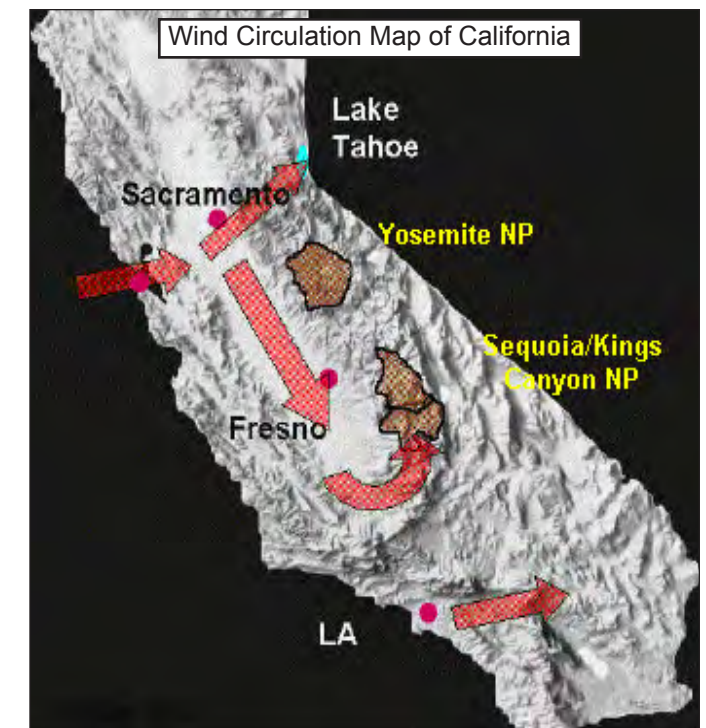 Wind Circulation Map of California
Lake
Tahoe
Sacramento
Yosemite NP
Sequoia/Kings
Canyon NP
Fresno
LA